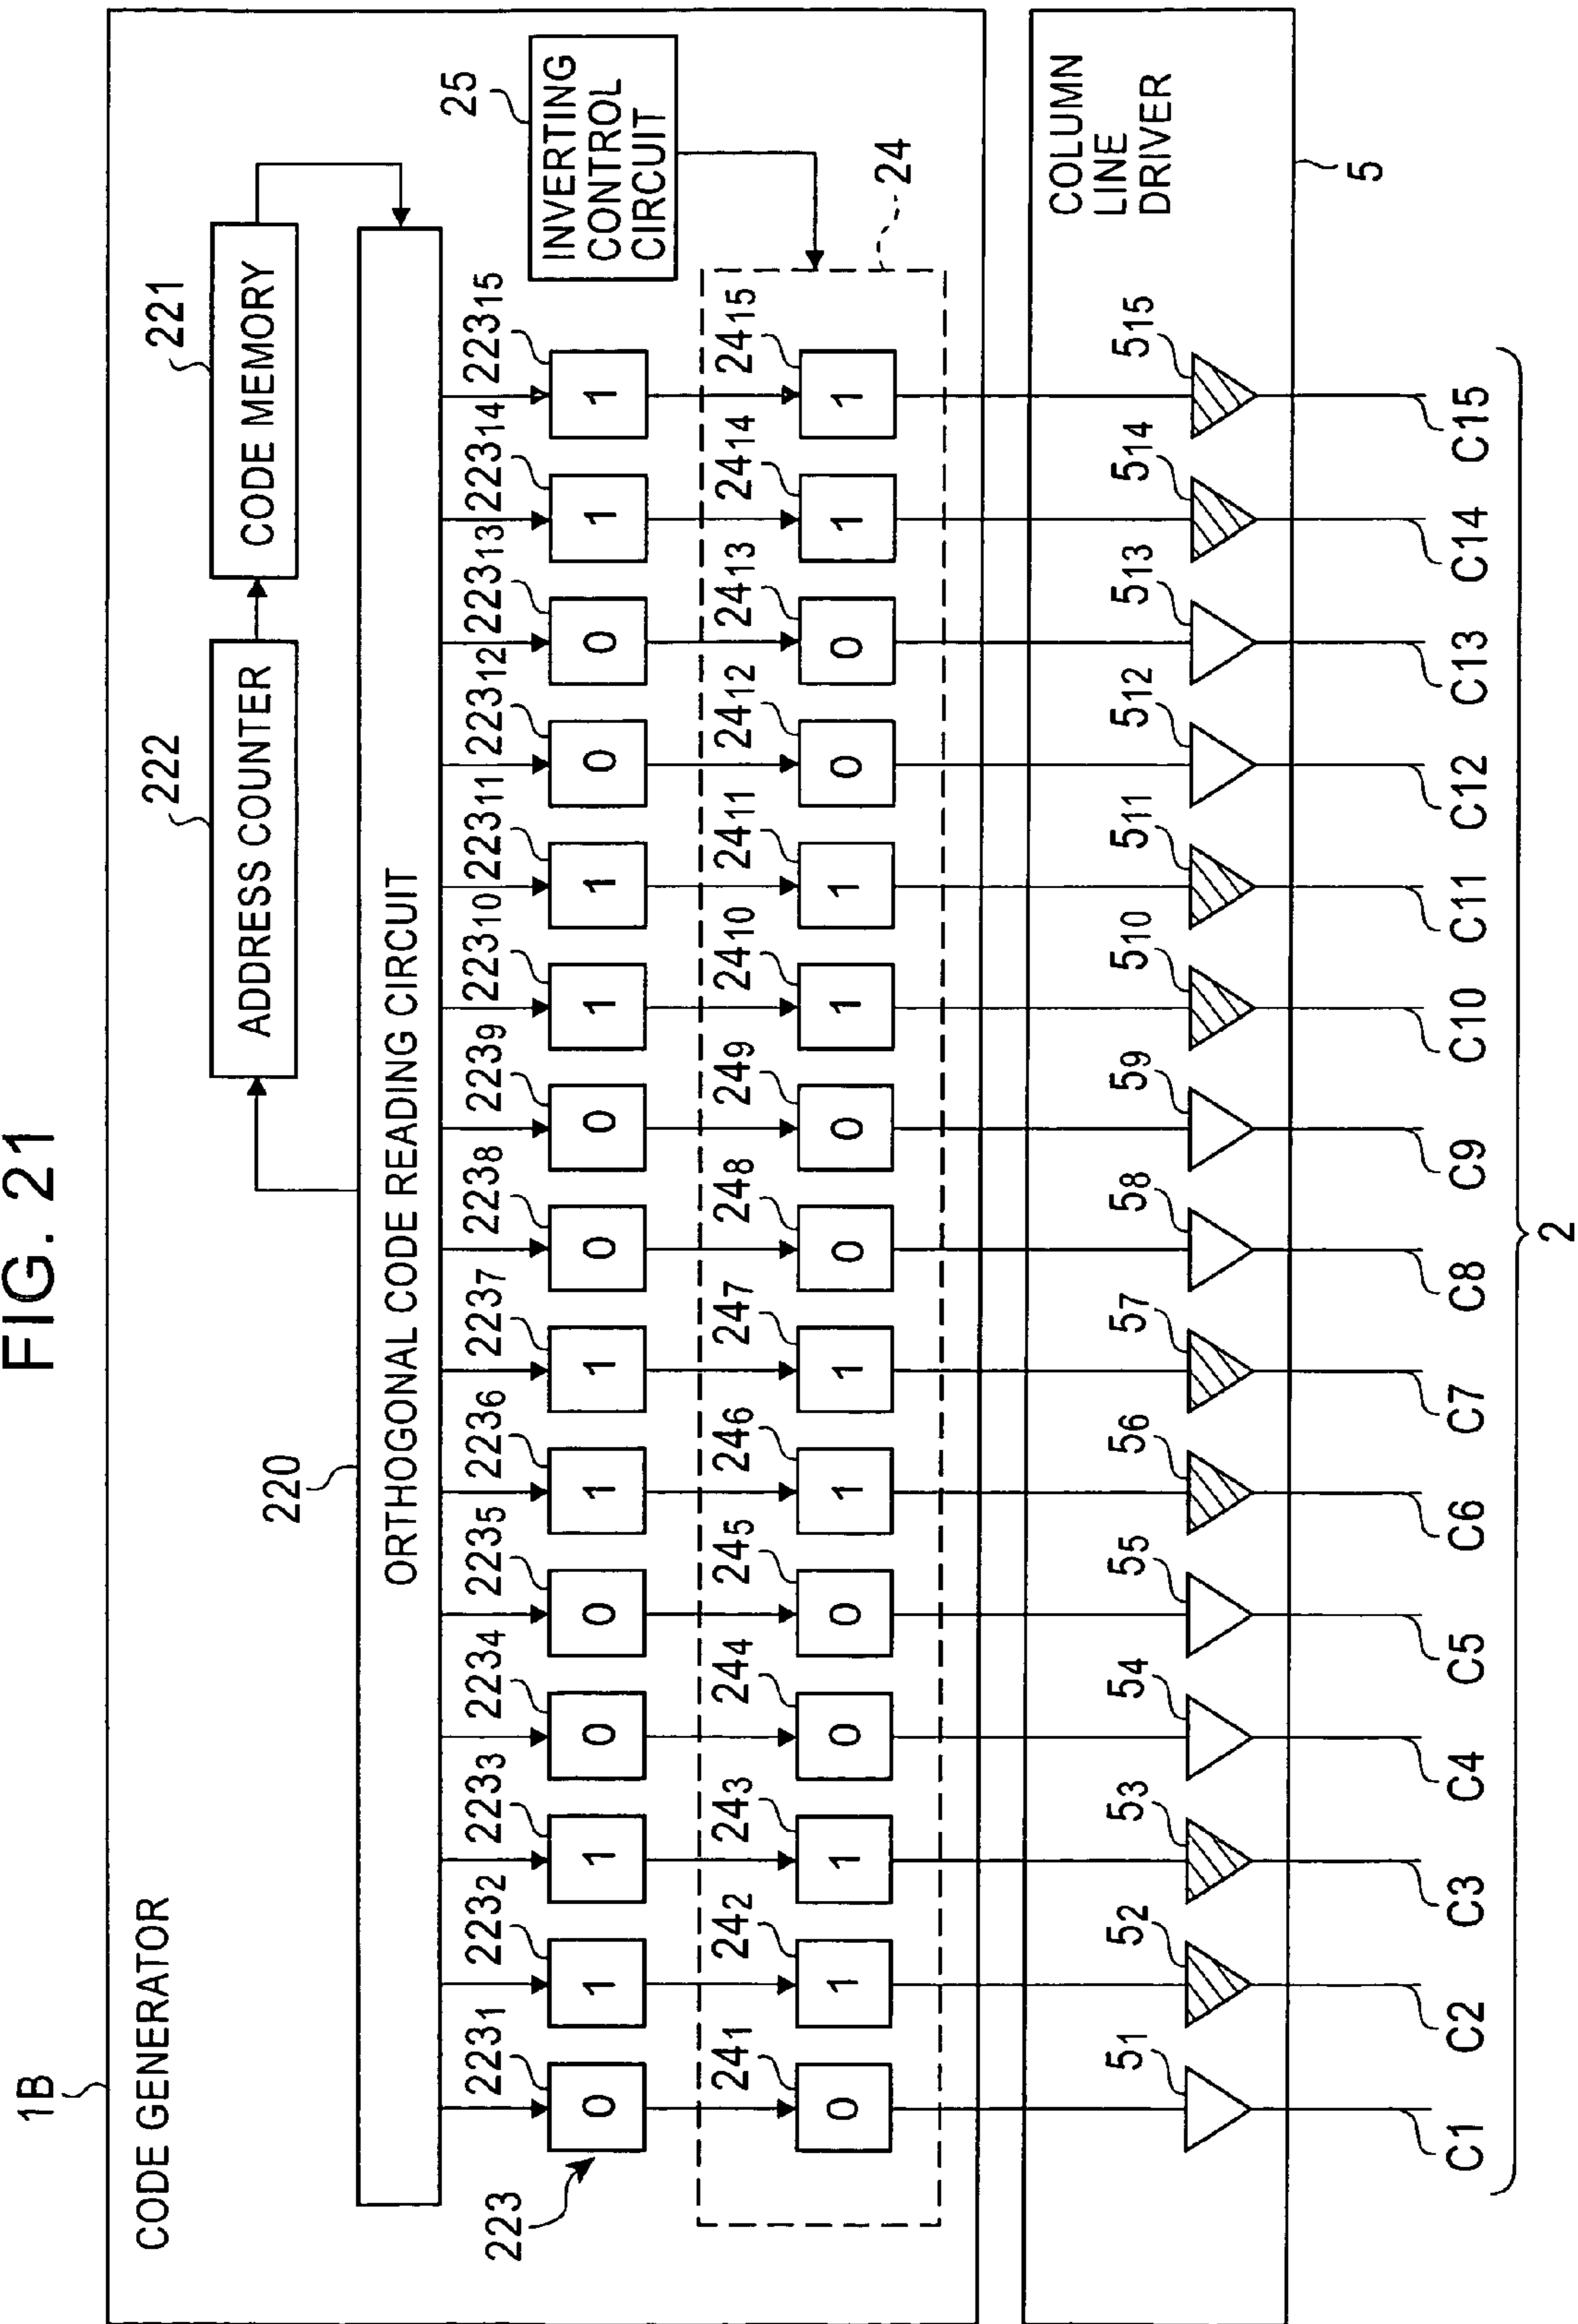 FIG. 21
1B
CODE GENERATOR
222
221
ADDRESS COUNTER
CODE MEMORY
220
ORTHOGONAL CODE READING CIRCUIT
25
INVERTING
CONTROL
CIRCUIT
223
223₁ 223₂ 223₃ 223₄ 223₅ 223₆ 223₇ 223₈ 223₉ 223₁₀ 223₁₁ 223₁₂ 223₁₃ 223₁₄ 223₁₅
0 1 1 0 0 1 1 0 0 1 1 0 0 1 1
24₁ 24₂ 24₃ 24₄ 24₅ 24₆ 24₇ 24₈ 24₉ 24₁₀ 24₁₁ 24₁₂ 24₁₃ 24₁₄ 24₁₅
24
0 1 1 0 0 1 1 0 0 1 1 0 0 1 1
COLUMN
LINE
DRIVER
5₁ 5₂ 5₃ 5₄ 5₅ 5₆ 5₇ 5₈ 5₉ 5₁₀ 5₁₁ 5₁₂ 5₁₃ 5₁₄ 5₁₅
5
C1 C2 C3 C4 C5 C6 C7 C8 C9 C10 C11 C12 C13 C14 C15
2